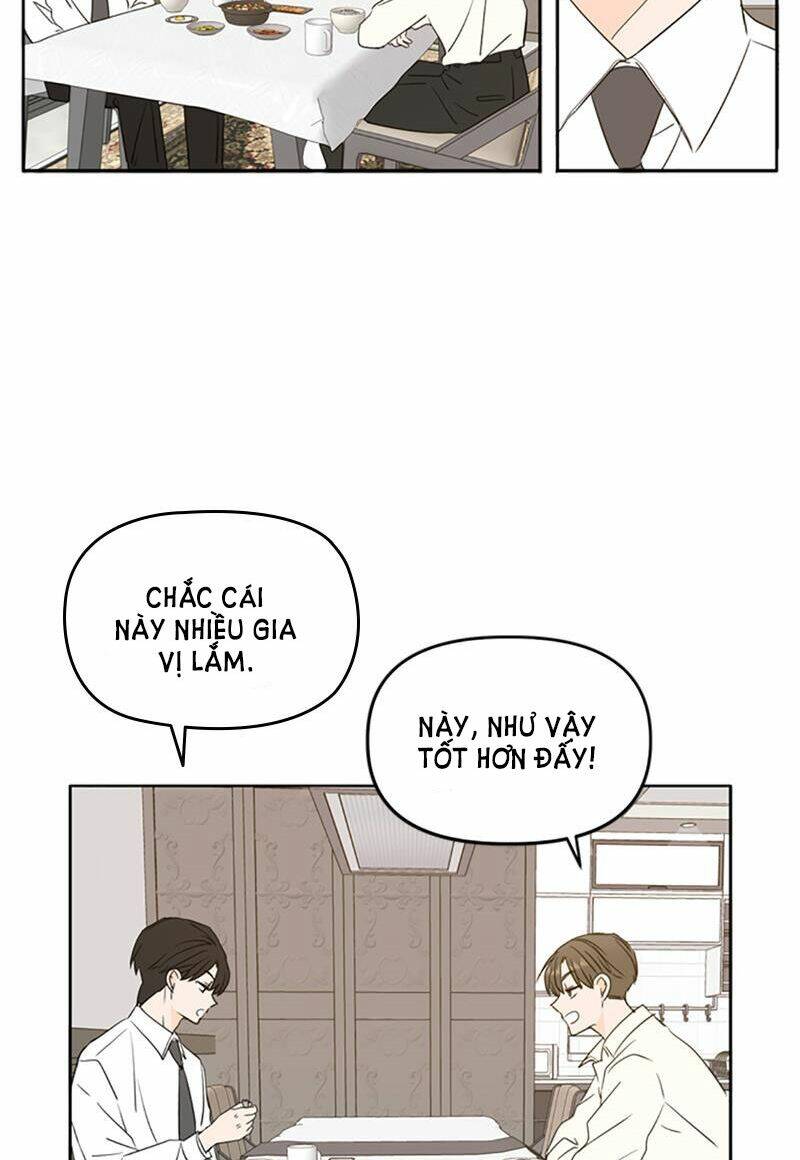 CHẮC CÁI
NÀY NHIỀU GIA
VỊ LẮM.
NÀY, NHƯ VẬY
TỐT HƠN ĐẤY!